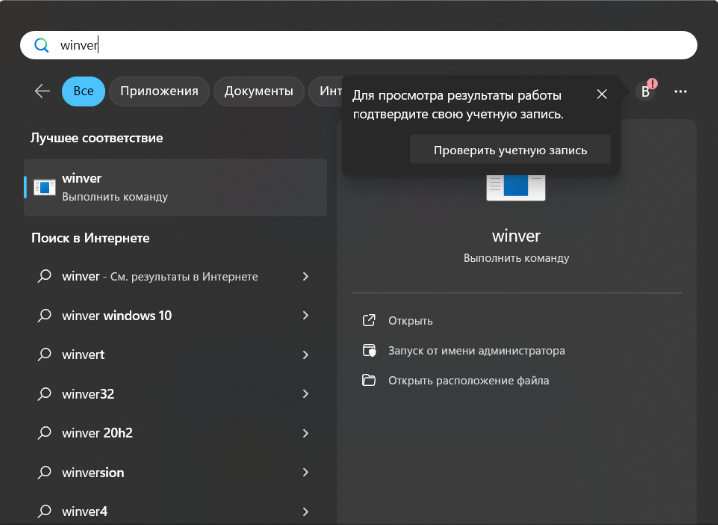 winver
Все
Приложения
Документы
Инт
B
!
Для просмотра результаты работы
подтвердите свою учетную запись.
Проверить учетную запись
Лучшее соответствие
winver
Выполнить команду
Поиск в Интернете
winver - См. результаты в Интернете
winver windows 10
winvert
winver32
winver 20h2
winversion
winver4
winver
Выполнить команду
Открыть
Запуск от имени администратора
Открыть расположение файла